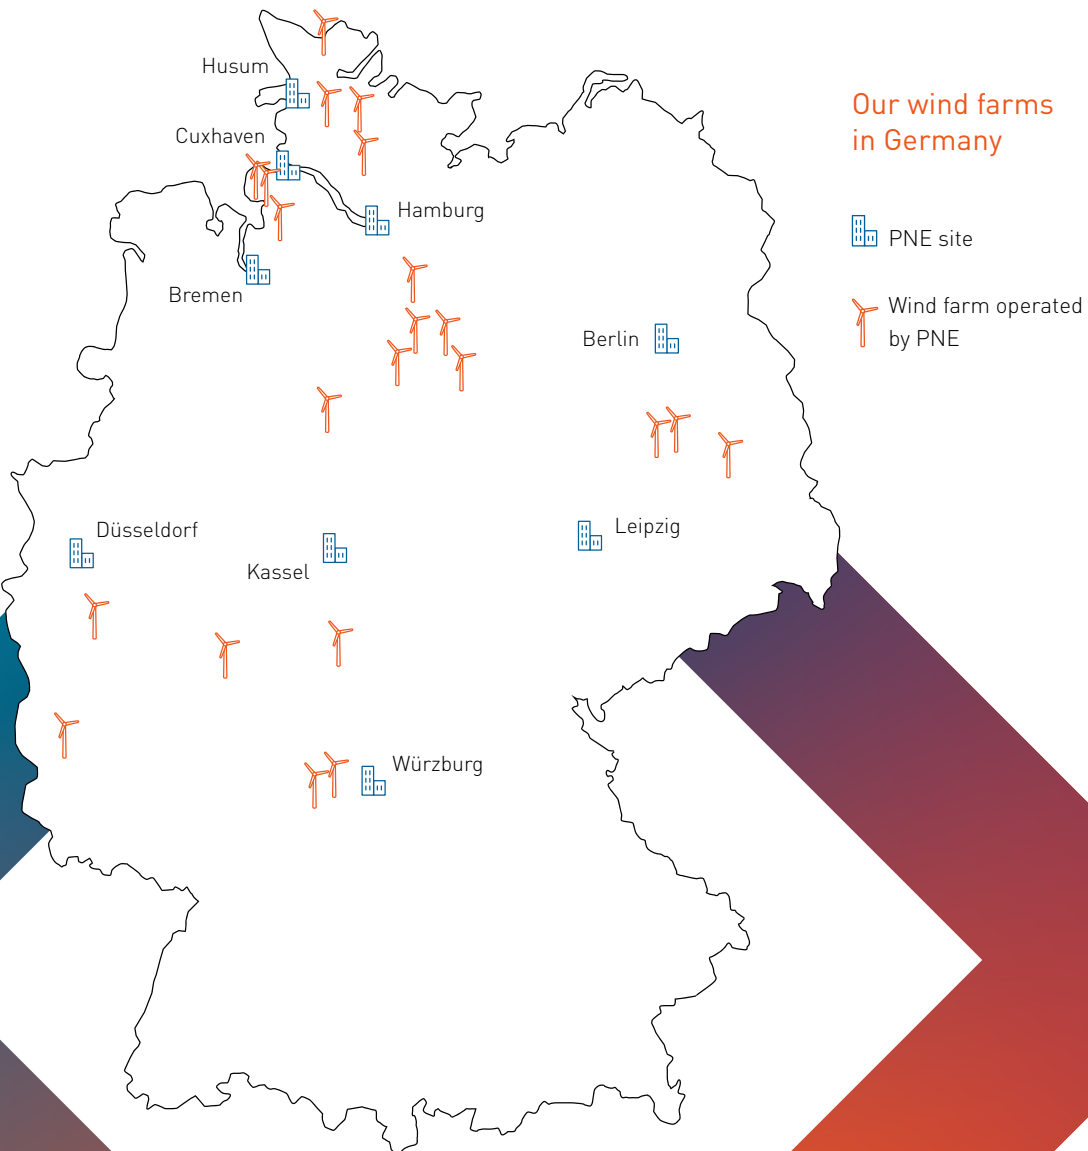 Husum
Our wind farms
in Germany
Cuxhaven
Hamburg
PNE site
Bremen
Wind farm operated
by PNE
Berlin
Düsseldorf
Leipzig
Kassel
Würzburg